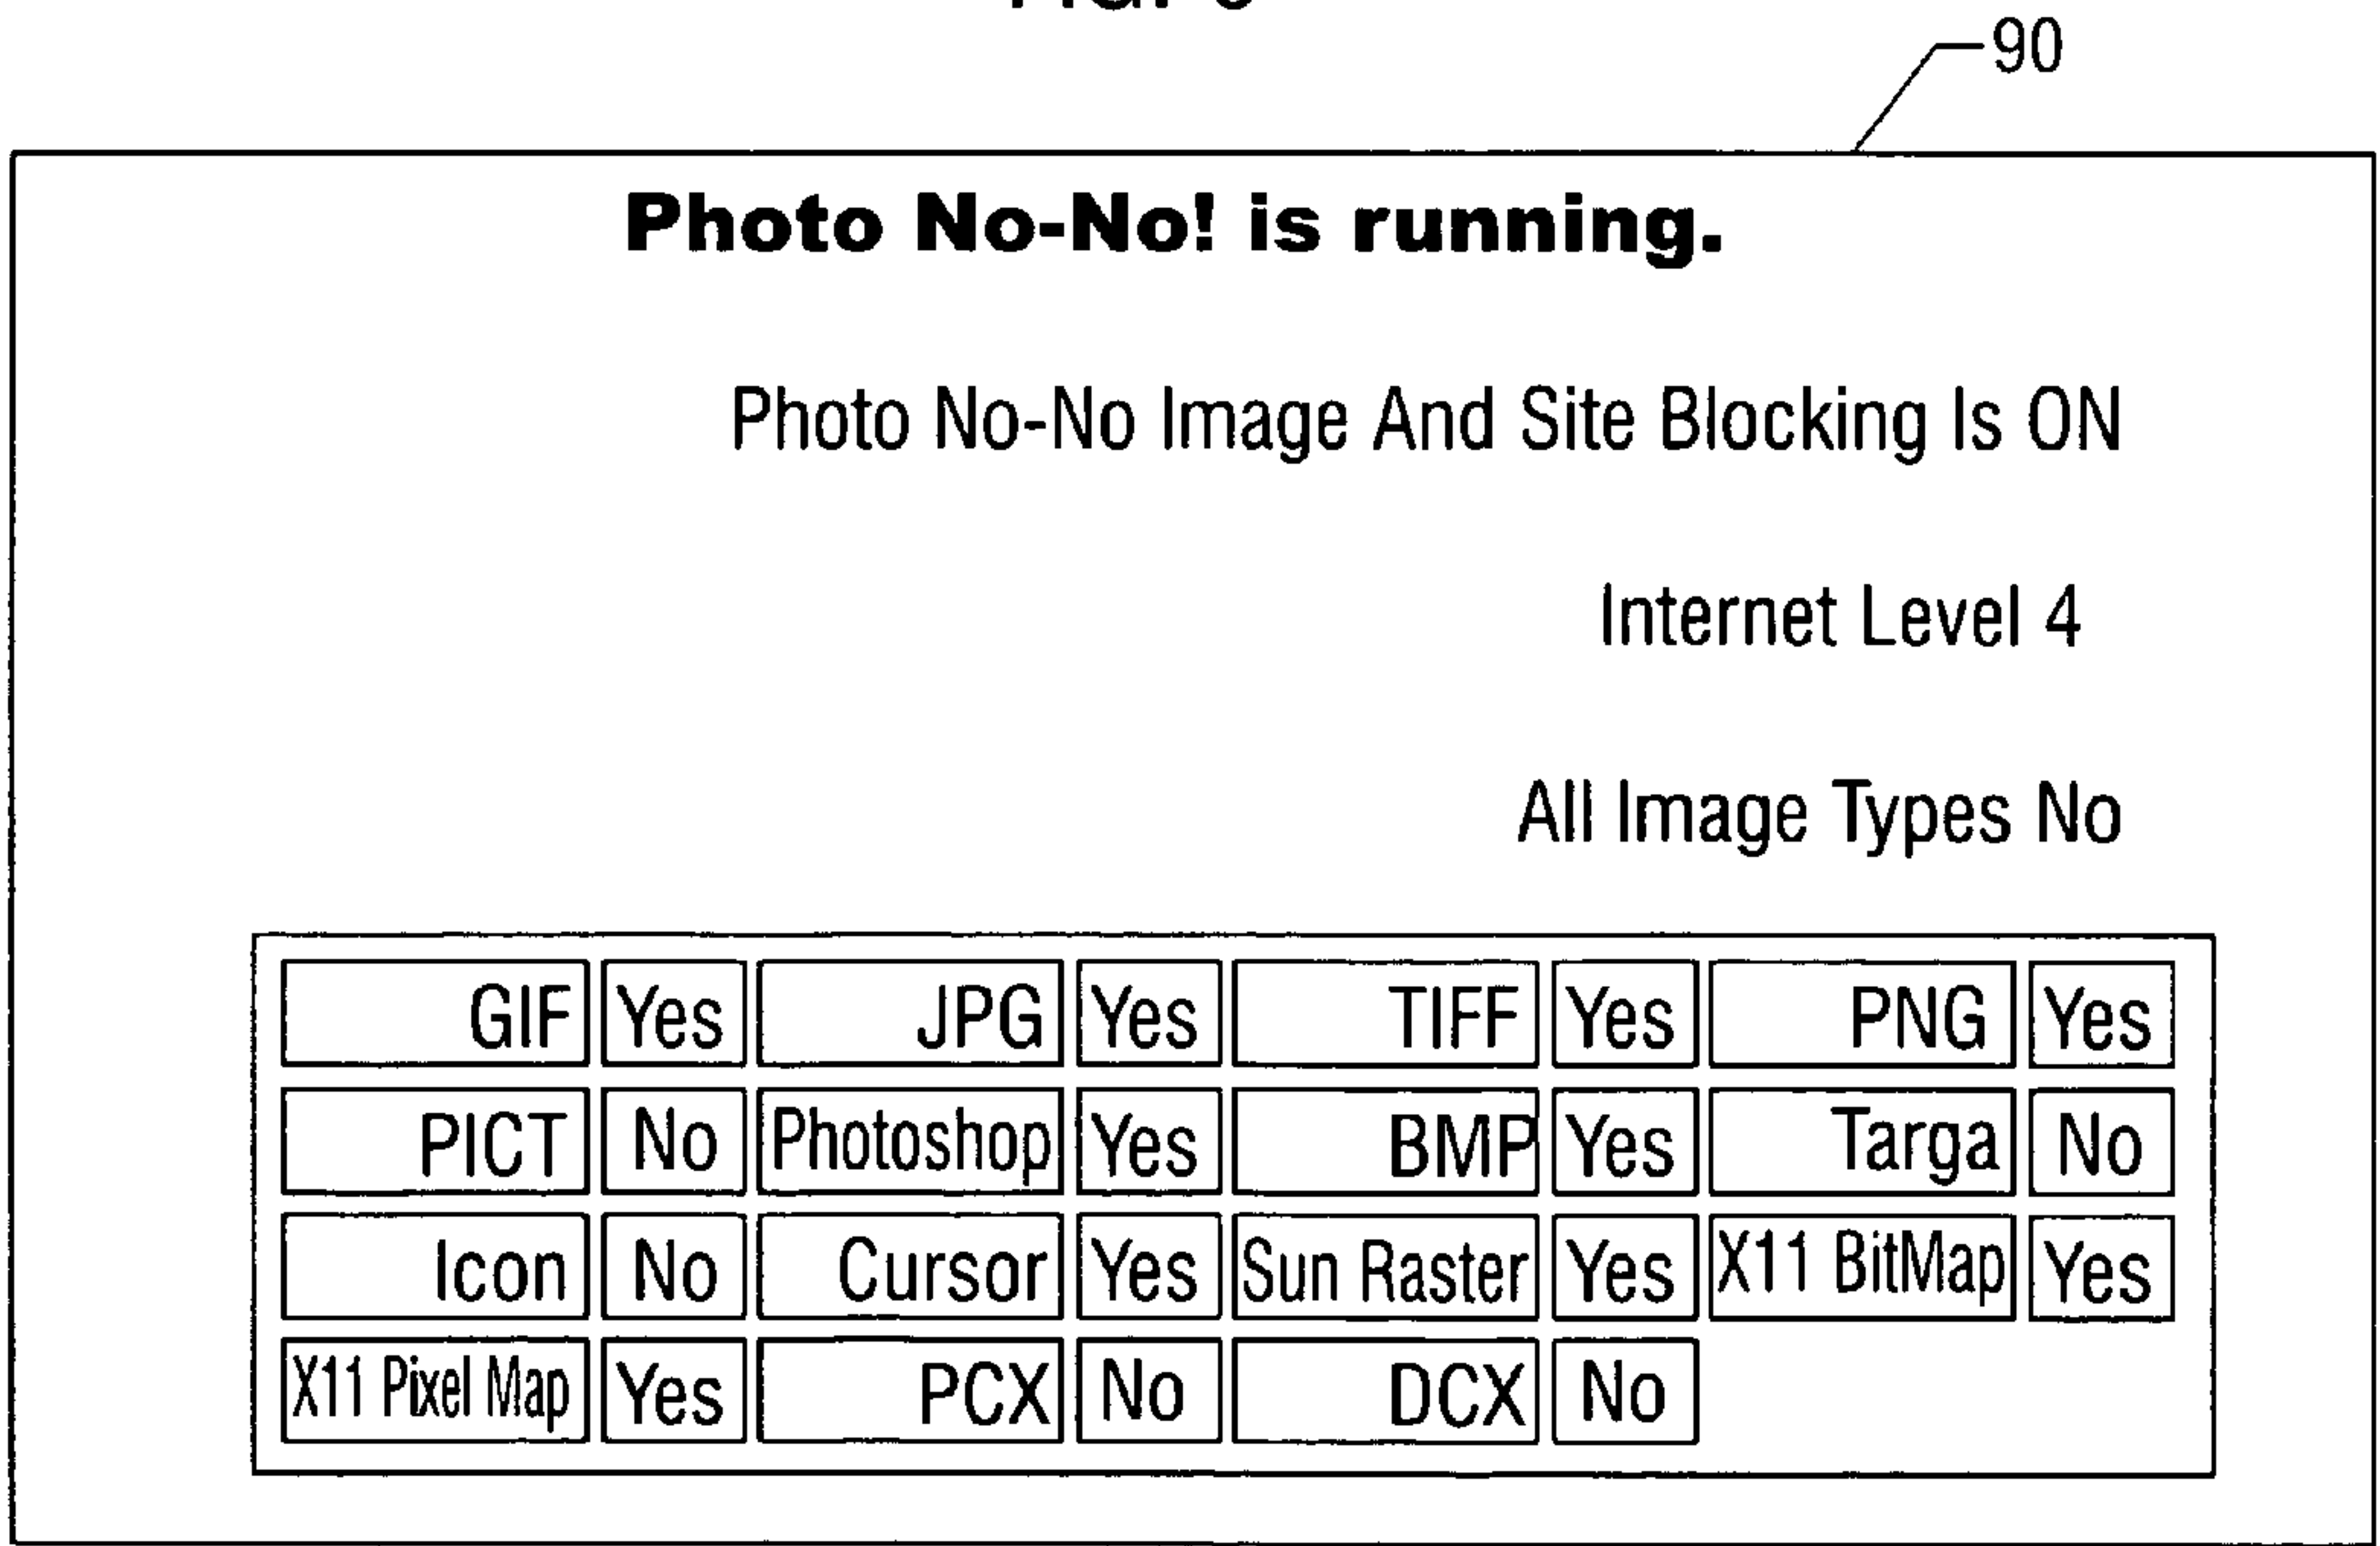 90
Photo No-No! is running.
Photo No-No Image And Site Blocking Is ON
Internet Level 4
All Image Types No
GIF Yes JPG Yes TIFF Yes PNG Yes
PICT No Photoshop Yes BMP Yes Targa No
Icon No Cursor Yes Sun Raster Yes X11 BitMap Yes
X11 Pixel Map Yes PCX No DCX No